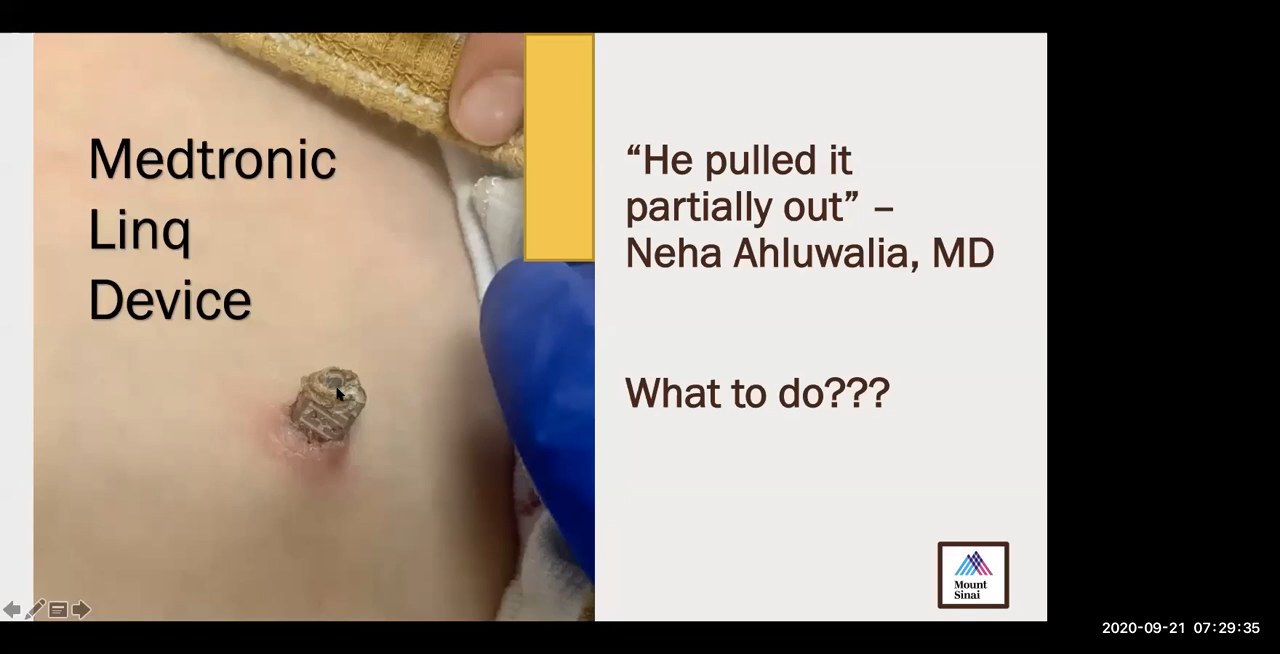 Medtronic
Linq
Device
“He pulled it
partially out” –
Neha Ahluwalia, MD
What to do???
Mount
Sinai
2020-09-21 07:29:35